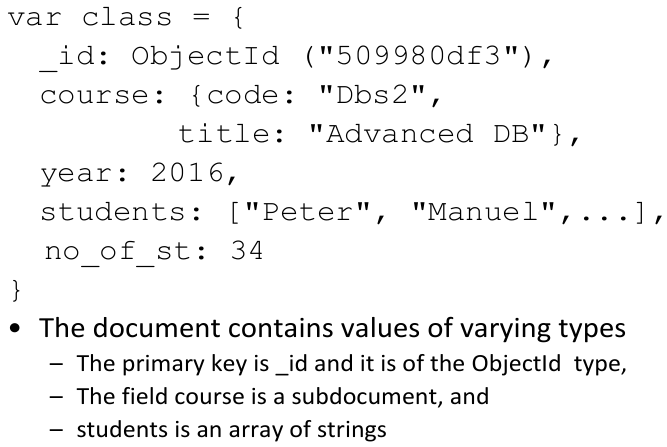 var class = {
_id: ObjectId ("509980df3"),
course: {code: "Dbs2",
title: "Advanced DB"},
year: 2016,
students: ["Peter", "Manuel",...],
no_of_st: 34
}
• The document contains values of varying types
– The primary key is _id and it is of the ObjectId type,
– The field course is a subdocument, and
– students is an array of strings